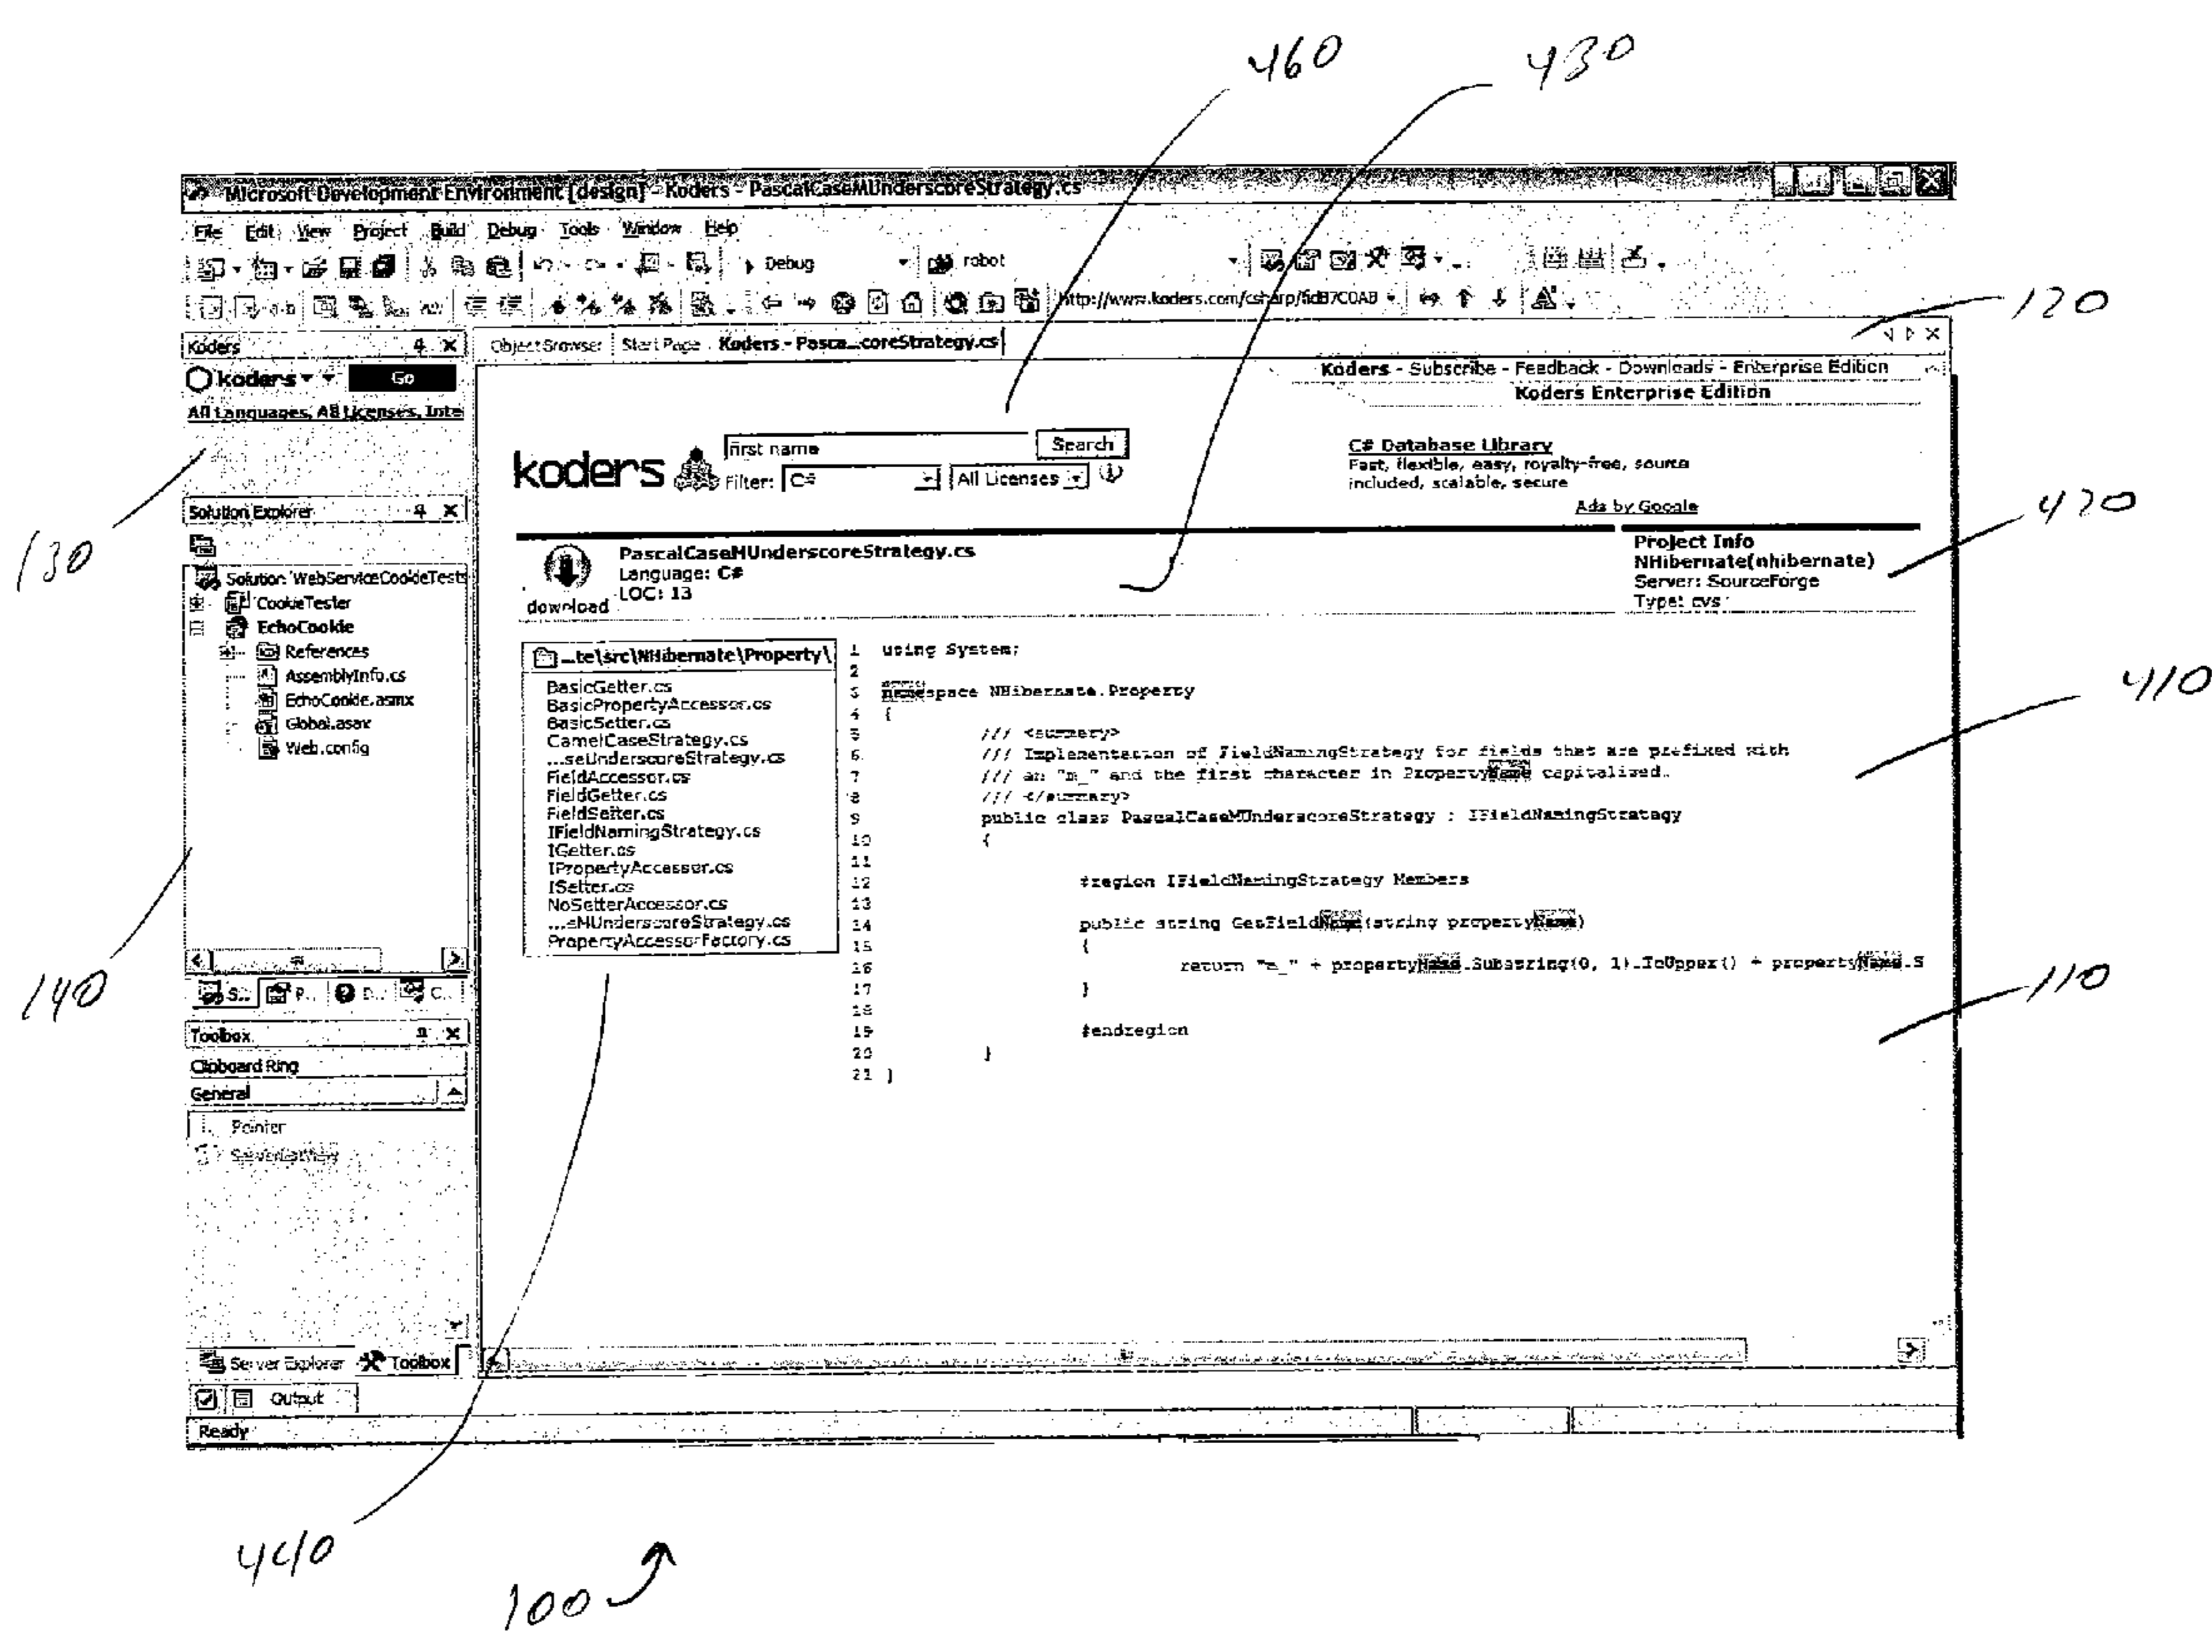 460
430
Microsoft Development Environment [design] - Koders - PascalCaseMUnderscoreStrategy.cs
File Edit View Project Build Debug Tools Window Help
Debug robot
http://www.koders.com/csharp/fidB7C0AB
120
Koders
Object Browser Start Page Koders - Pasca...coreStrategy.cs
koders Go
Koders - Subscribe - Feedback - Downloads - Enterprise Edition
Koders Enterprise Edition
All Languages, All Licenses, Inte
koders
first name Search
Filter: C# All Licenses
C# Database Library
Fast, flexible, easy, royalty-free, source
included, scalable, secure
Ads by Google
130
420
Solution Explorer
Solution 'WebServiceCookieTests
CookieTester
EchoCookie
References
AssemblyInfo.cs
EchoCookie.asmx
Global.asax
Web.config
download
PascalCaseMUnderscoreStrategy.cs
Language: C#
LOC: 13
Project Info
NHibernate(nhibernate)
Server: SourceForge
Type: cvs
410
...te\src\NHibernate\Property\
BasicGetter.cs
BasicPropertyAccessor.cs
BasicSetter.cs
CamelCaseStrategy.cs
...seUnderscoreStrategy.cs
FieldAccessor.cs
FieldGetter.cs
FieldSetter.cs
IFieldNamingStrategy.cs
IGetter.cs
IPropertyAccessor.cs
ISetter.cs
NoSetterAccessor.cs
...eMUnderscoreStrategy.cs
PropertyAccessorFactory.cs
1 using System;
2
3 namespace NHibernate.Property
4 {
5 /// <summary>
6 /// Implementation of FieldNamingStrategy for fields that are prefixed with
7 /// an "m_" and the first character in PropertyName capitalized.
8 /// </summary>
9 public class PascalCaseMUnderscoreStrategy : IFieldNamingStrategy
10 {
11
12 #region IFieldNamingStrategy Members
13
14 public string GetFieldName(string propertyName)
15 {
16 return "m_" + propertyName.Substring(0, 1).ToUpper() + propertyName.S
17 }
18
19 #endregion
20 }
21 }
140
110
S... P... D... C...
Toolbox
Clipboard Ring
General
Pointer
Server Explorer Toolbox
Output
Ready
440
100